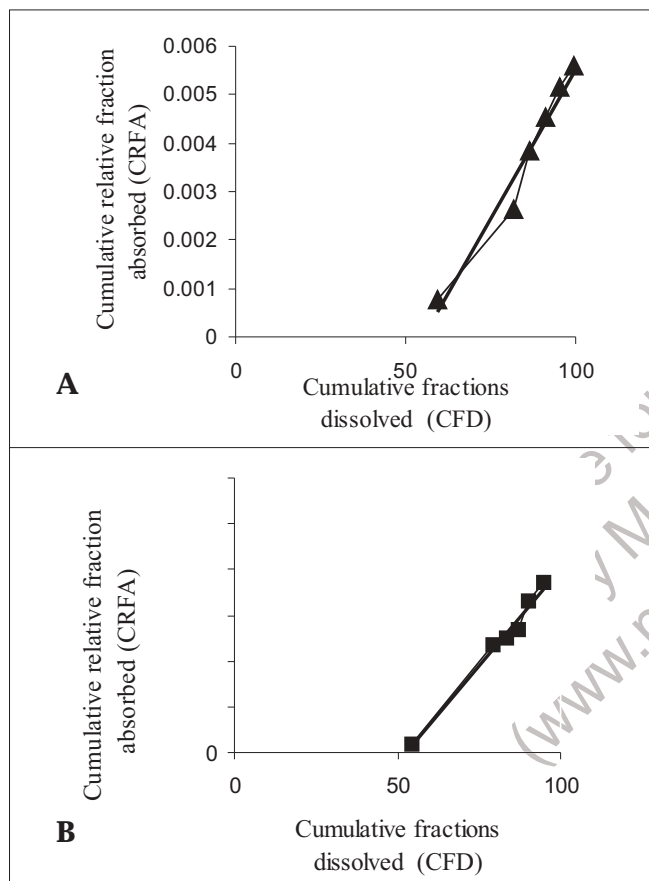 Cumulative relative fraction
absorbed (CRFA)
0.006
0.005
0.004
0.003
0.002
0.001
0
0
50
100
Cumulative fractions
dissolved (CFD)
A
Cumulative relative fraction
absorbed (CRFA)
0
0
50
100
Cumulative fractions
dissolved (CFD)
B
y M
(www.p